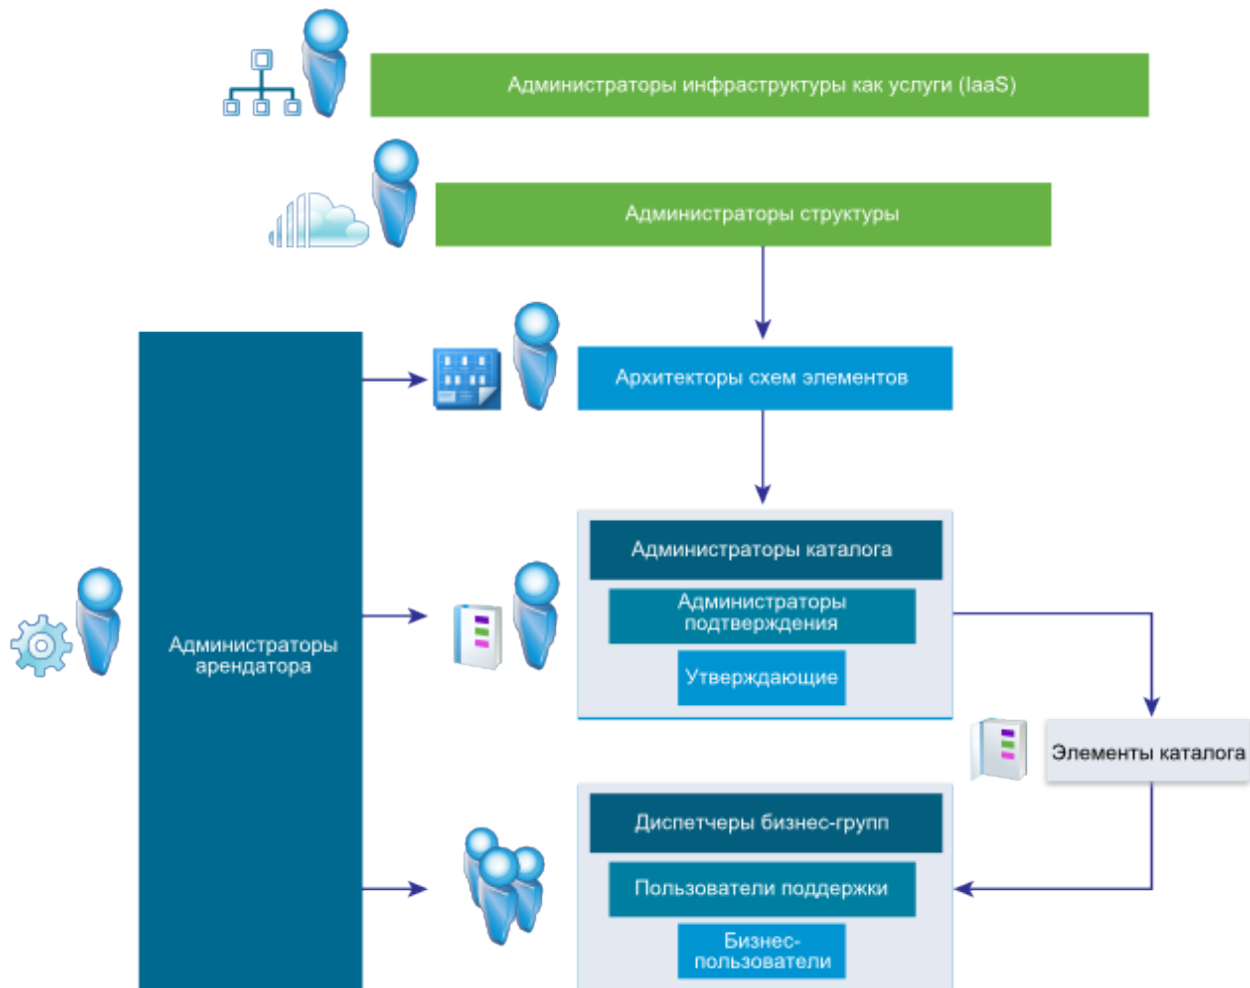 Администраторы инфраструктуры как услуги (IaaS)
Администраторы структуры
Архитекторы схем элементов
Администраторы каталога
Администраторы
подтверждения
Утверждающие
Администраторы
арендатора
Элементы каталога
Диспетчеры бизнес-групп
Пользователи поддержки
Бизнес-
пользователи